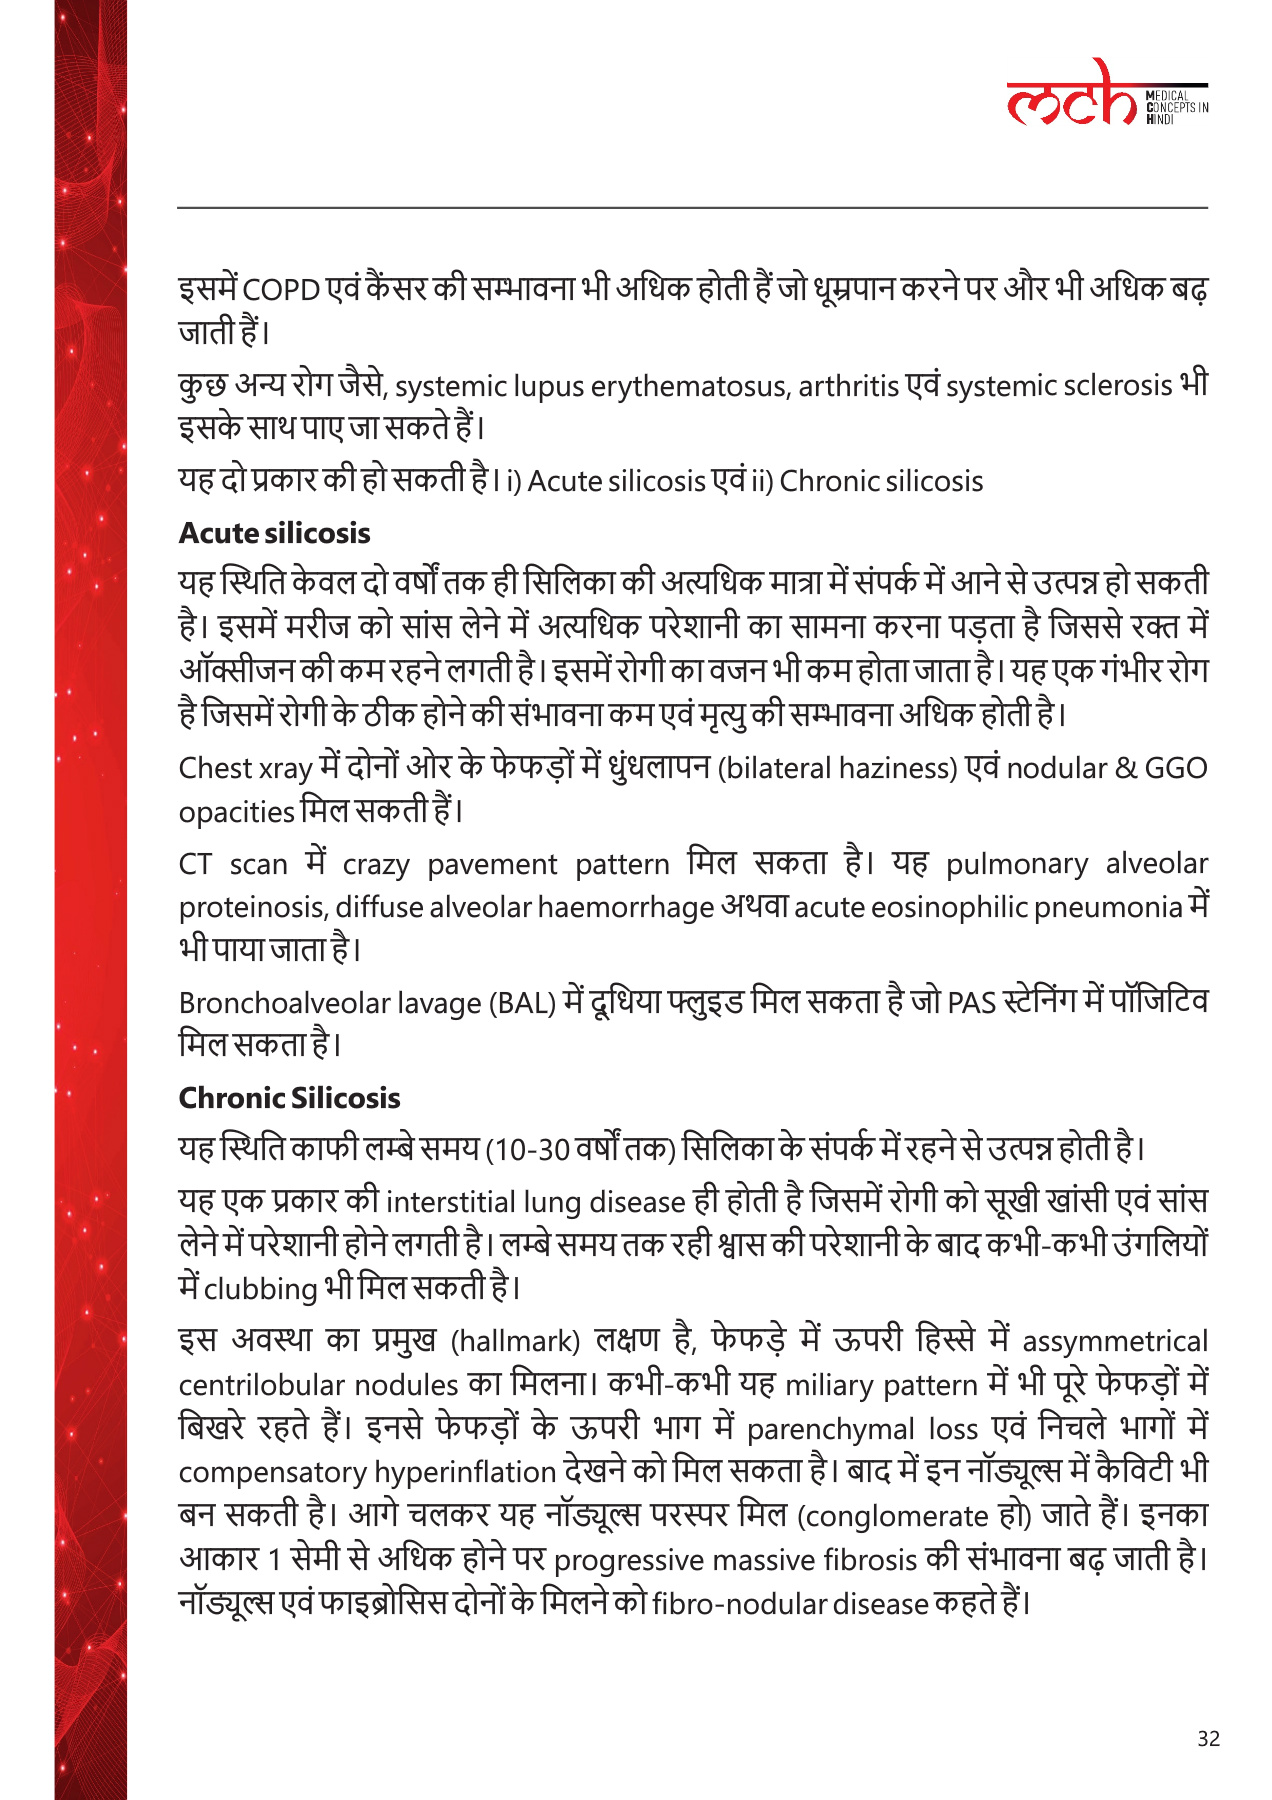 mch MEDICAL
CONCEPTS IN
HINDI
इसमें COPD एवं कैंसर की सम्भावना भी अधिक होती हैं जो धूम्रपान करने पर और भी अधिक बढ़
जाती हैं।
कुछ अन्य रोग जैसे, systemic lupus erythematosus, arthritis एवं systemic sclerosis भी
इसके साथ पाए जा सकते हैं।
यह दो प्रकार की हो सकती है। i) Acute silicosis एवं ii) Chronic silicosis
Acute silicosis
यह स्थिति केवल दो वर्षों तक ही सिलिका की अत्यधिक मात्रा में संपर्क में आने से उत्पन्न हो सकती
है। इसमें मरीज को सांस लेने में अत्यधिक परेशानी का सामना करना पड़ता है जिससे रक्त में
ऑक्सीजन की कम रहने लगती है। इसमें रोगी का वजन भी कम होता जाता है। यह एक गंभीर रोग
है जिसमें रोगी के ठीक होने की संभावना कम एवं मृत्यु की सम्भावना अधिक होती है।
Chest xray में दोनों ओर के फेफड़ों में धुंधलापन (bilateral haziness) एवं nodular & GGO
opacities मिल सकती हैं।
CT scan में crazy pavement pattern मिल सकता है। यह pulmonary alveolar
proteinosis, diffuse alveolar haemorrhage अथवा acute eosinophilic pneumonia में
भी पाया जाता है।
Bronchoalveolar lavage (BAL) में दूधिया फ्लुइड मिल सकता है जो PAS स्टेनिंग में पॉजिटिव
मिल सकता है।
Chronic Silicosis
यह स्थिति काफी लम्बे समय (10-30 वर्षों तक) सिलिका के संपर्क में रहने से उत्पन्न होती है।
यह एक प्रकार की interstitial lung disease ही होती है जिसमें रोगी को सूखी खांसी एवं सांस
लेने में परेशानी होने लगती है। लम्बे समय तक रही श्वास की परेशानी के बाद कभी-कभी उंगलियों
में clubbing भी मिल सकती है।
इस अवस्था का प्रमुख (hallmark) लक्षण है, फेफड़े में ऊपरी हिस्से में assymmetrical
centrilobular nodules का मिलना। कभी-कभी यह miliary pattern में भी पूरे फेफड़ों में
बिखरे रहते हैं। इनसे फेफड़ों के ऊपरी भाग में parenchymal loss एवं निचले भागों में
compensatory hyperinflation देखने को मिल सकता है। बाद में इन नॉड्यूल्स में कैविटी भी
बन सकती है। आगे चलकर यह नॉड्यूल्स परस्पर मिल (conglomerate हो) जाते हैं। इनका
आकार 1 सेमी से अधिक होने पर progressive massive fibrosis की संभावना बढ़ जाती है।
नॉड्यूल्स एवं फाइब्रोसिस दोनों के मिलने को fibro-nodular disease कहते हैं।
32